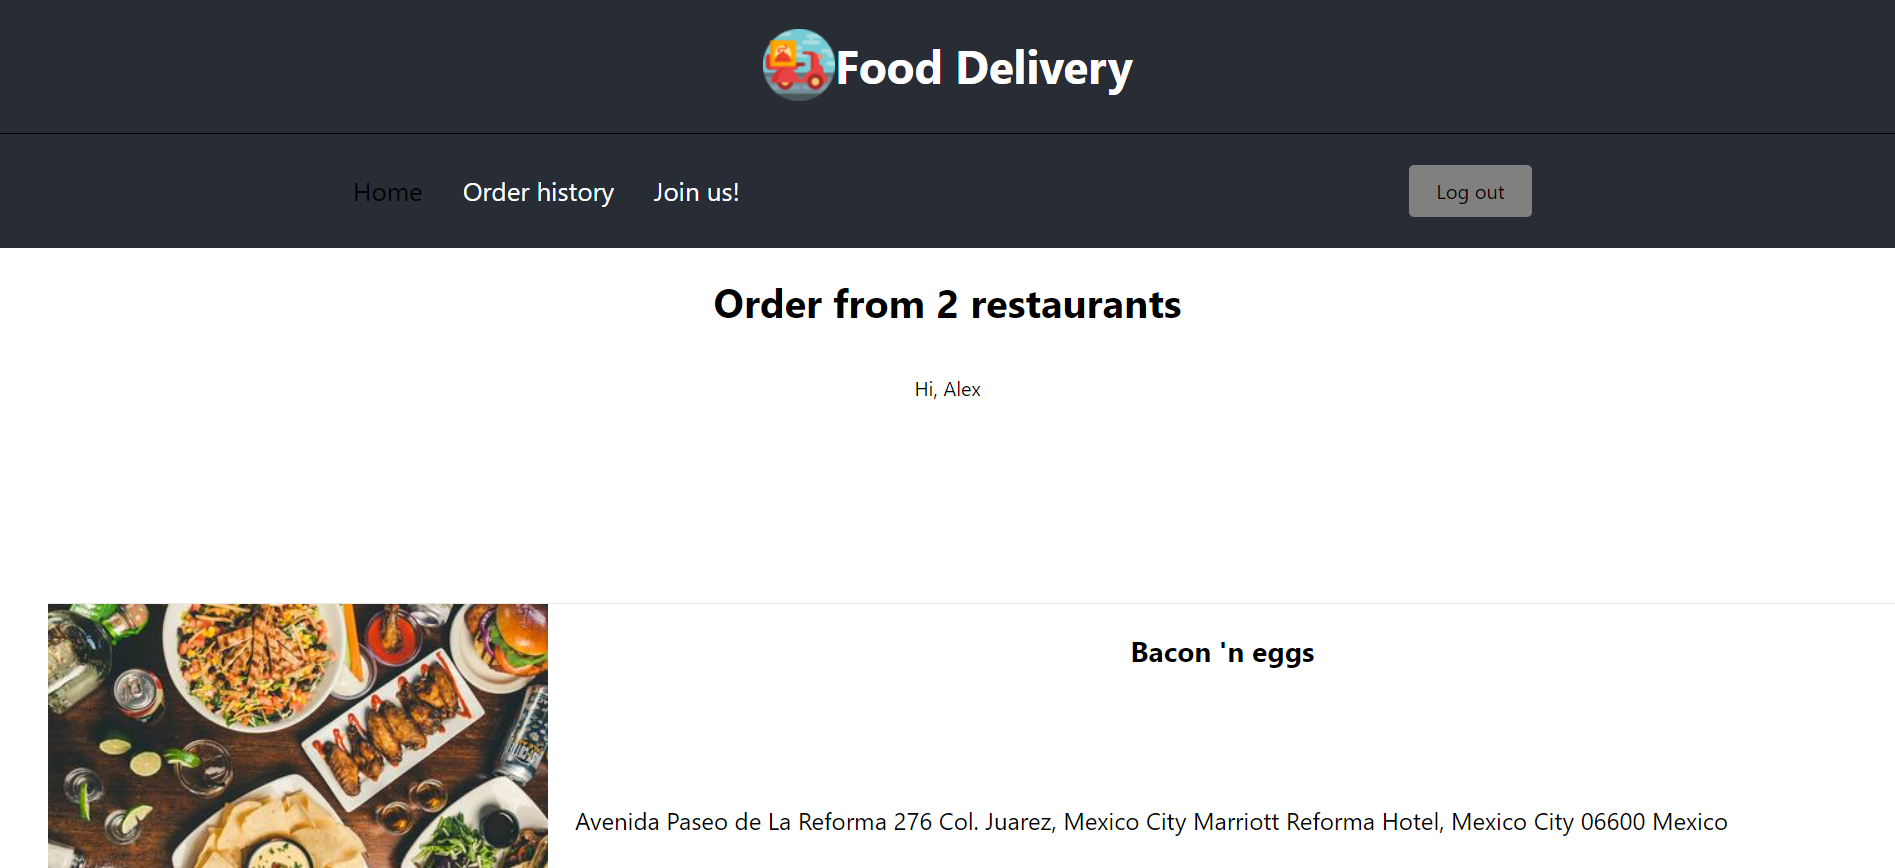 Food Delivery
Home
Order history
Join us!
Log out
Order from 2 restaurants
Hi, Alex
Bacon 'n eggs
Avenida Paseo de La Reforma 276 Col. Juarez, Mexico City Marriott Reforma Hotel, Mexico City 06600 Mexico